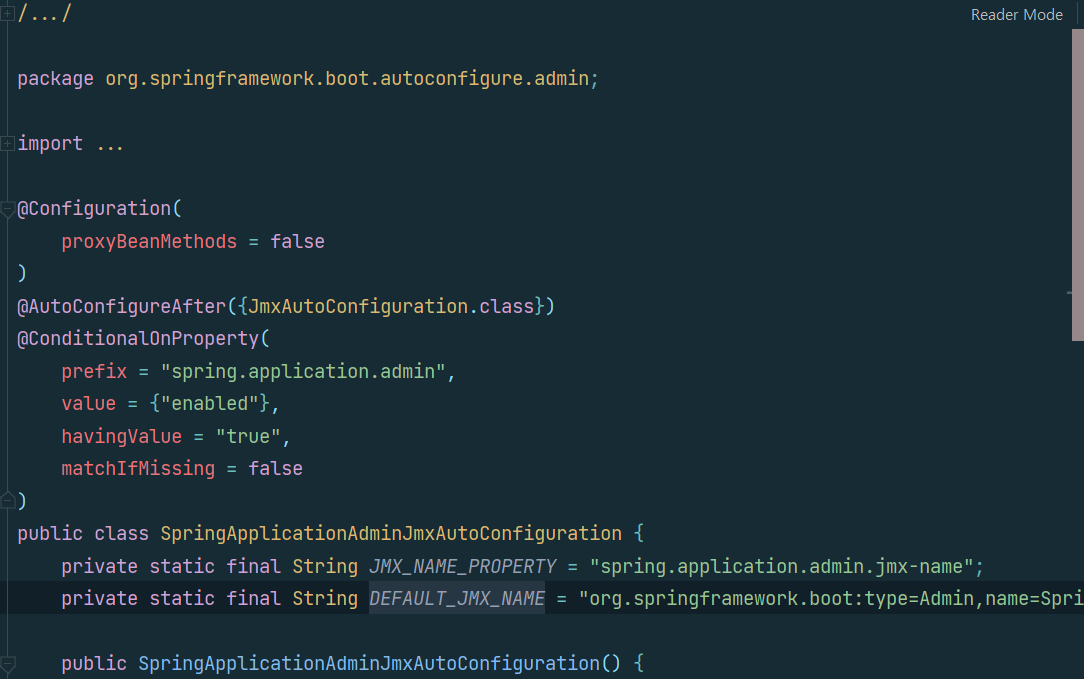 /.../
Reader Mode
package org.springframework.boot.autoconfigure.admin;
import ...
@Configuration(
    proxyBeanMethods = false
)
@AutoConfigureAfter({JmxAutoConfiguration.class})
@ConditionalOnProperty(
    prefix = "spring.application.admin",
    value = {"enabled"},
    havingValue = "true",
    matchIfMissing = false
)
public class SpringApplicationAdminJmxAutoConfiguration {
    private static final String JMX_NAME_PROPERTY = "spring.application.admin.jmx-name";
    private static final String DEFAULT_JMX_NAME = "org.springframework.boot:type=Admin,name=Spri
    public SpringApplicationAdminJmxAutoConfiguration() {